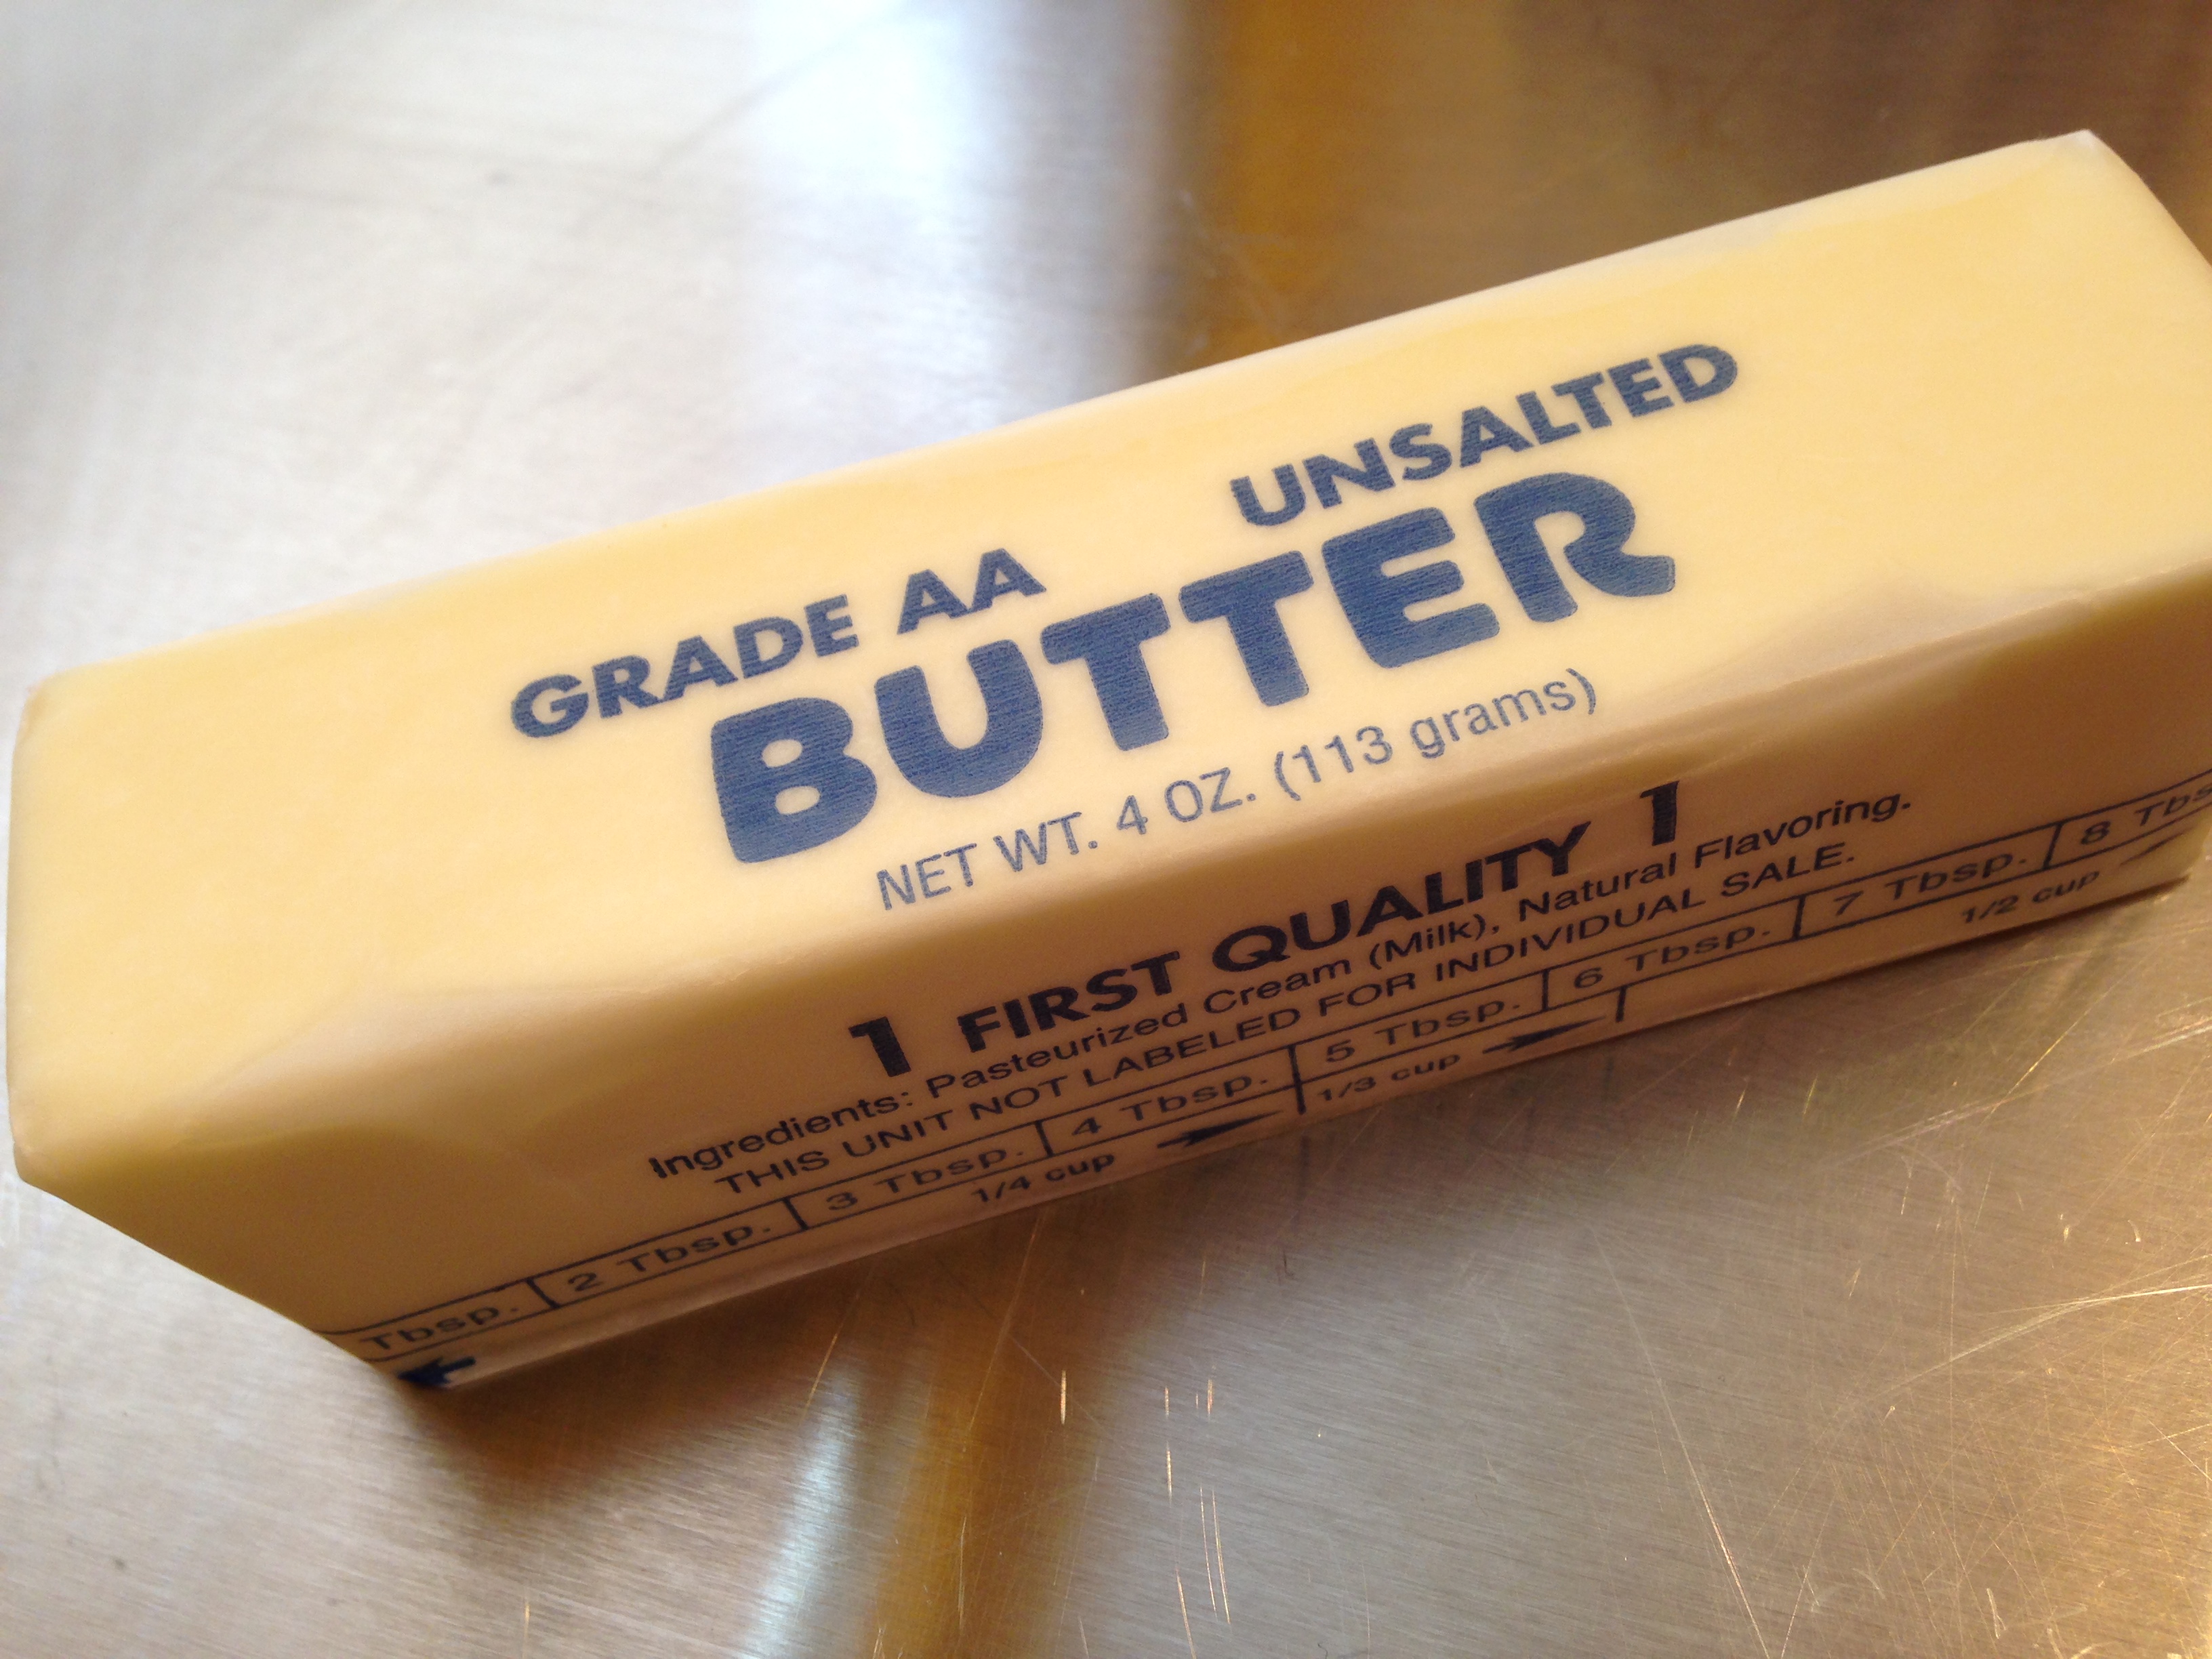 GRADE AA UNSALTED
BUTTER
NET WT. 4 OZ. (113 grams)
1 FIRST QUALITY 1
Ingredients: Pasteurized Cream (Milk), Natural Flavoring.
THIS UNIT NOT LABELED FOR INDIVIDUAL SALE.
Tbsp. 2 Tbsp. 3 Tbsp. 4 Tbsp. 5 Tbsp. 6 Tbsp. 7 Tbsp. 8 Tbs
1/4 cup 1/3 cup 1/2 cup